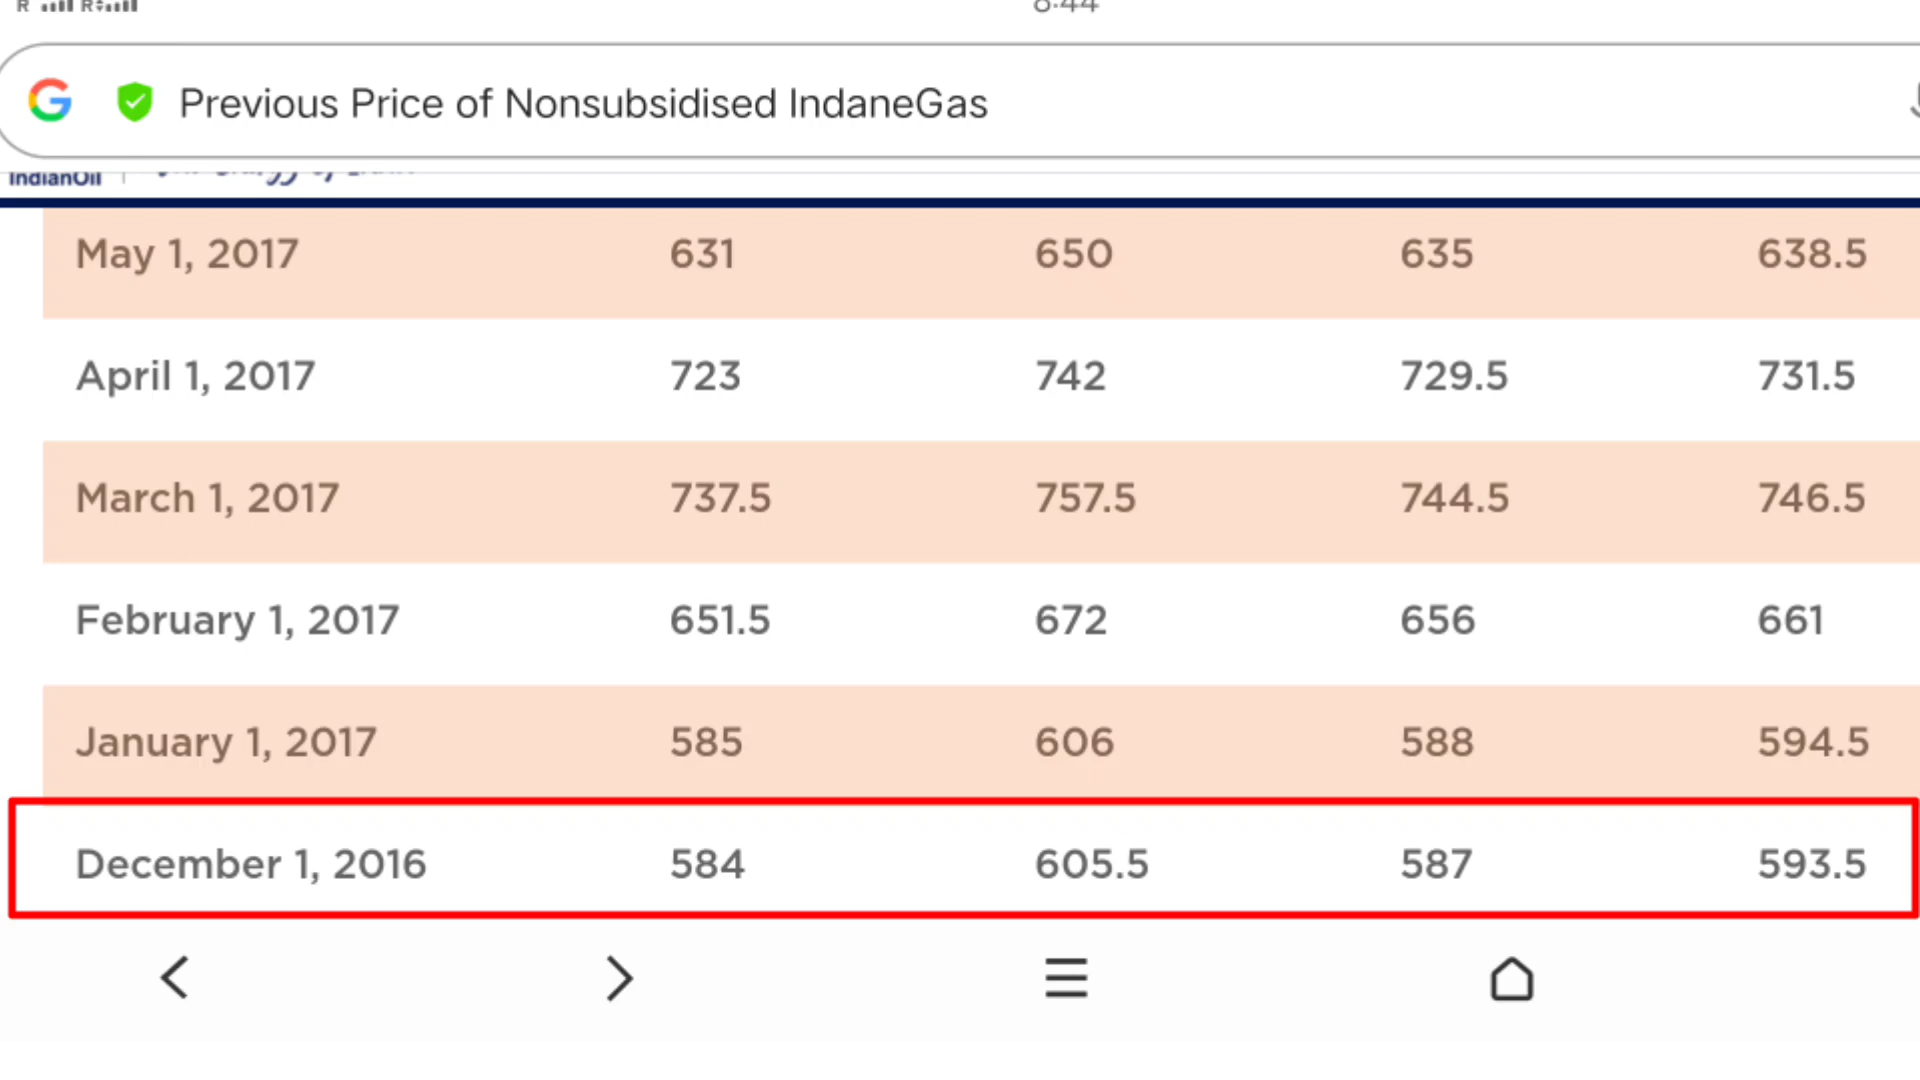 8:44
Previous Price of Nonsubsidised IndaneGas
IndianOil
May 1, 2017 631 650 635 638.5
April 1, 2017 723 742 729.5 731.5
March 1, 2017 737.5 757.5 744.5 746.5
February 1, 2017 651.5 672 656 661
January 1, 2017 585 606 588 594.5
December 1, 2016 584 605.5 587 593.5